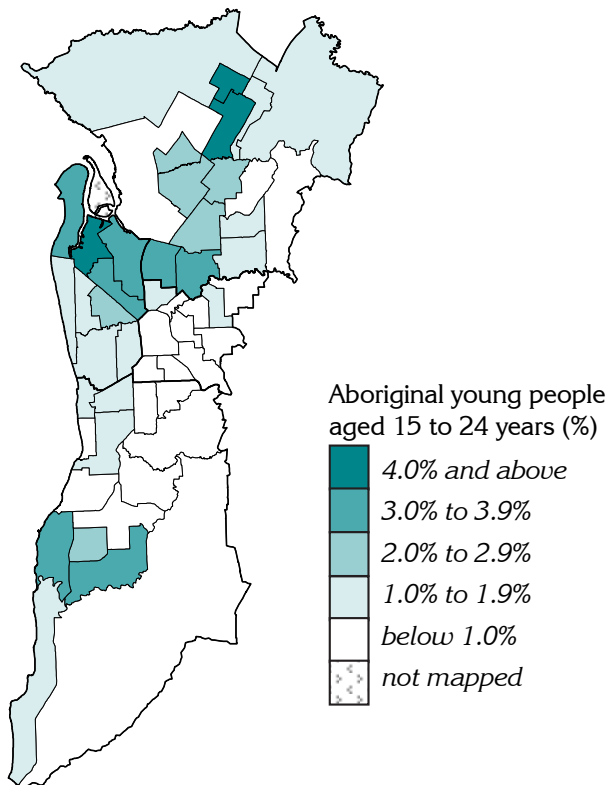 Aboriginal young people
aged 15 to 24 years (%)
4.0% and above
3.0% to 3.9%
2.0% to 2.9%
1.0% to 1.9%
below 1.0%
not mapped